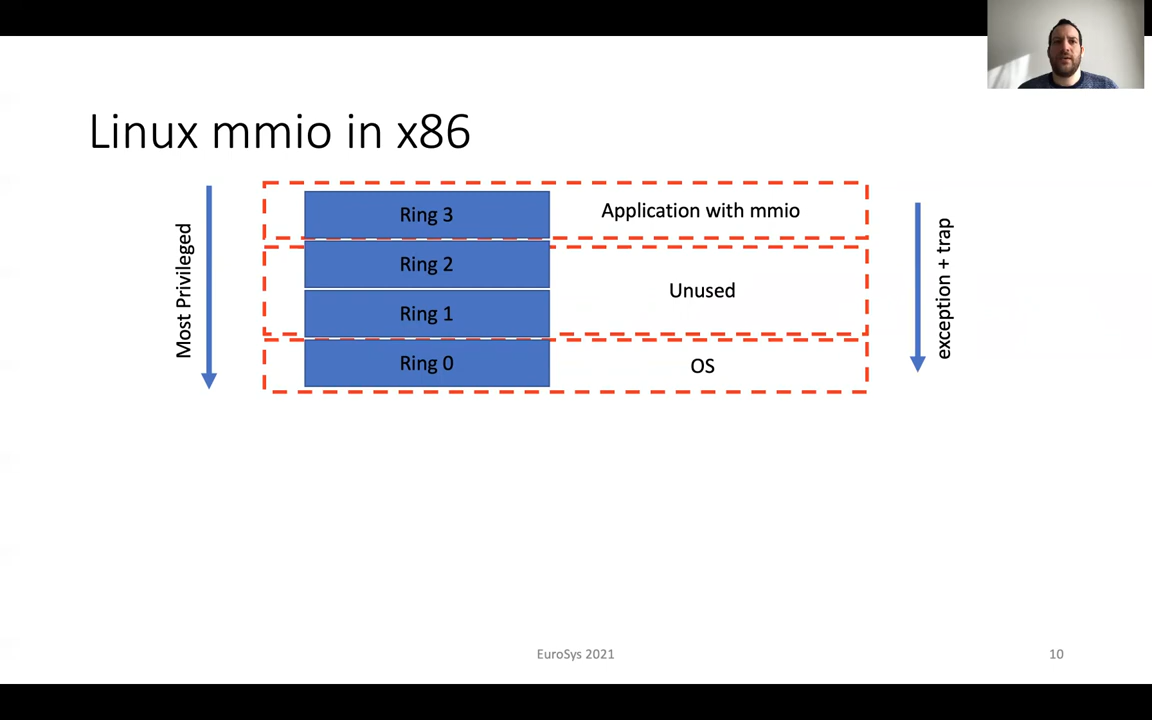 Linux mmio in x86
Most Privileged
Ring 3
Application with mmio
Ring 2
Unused
Ring 1
Ring 0
OS
exception + trap
EuroSys 2021
10